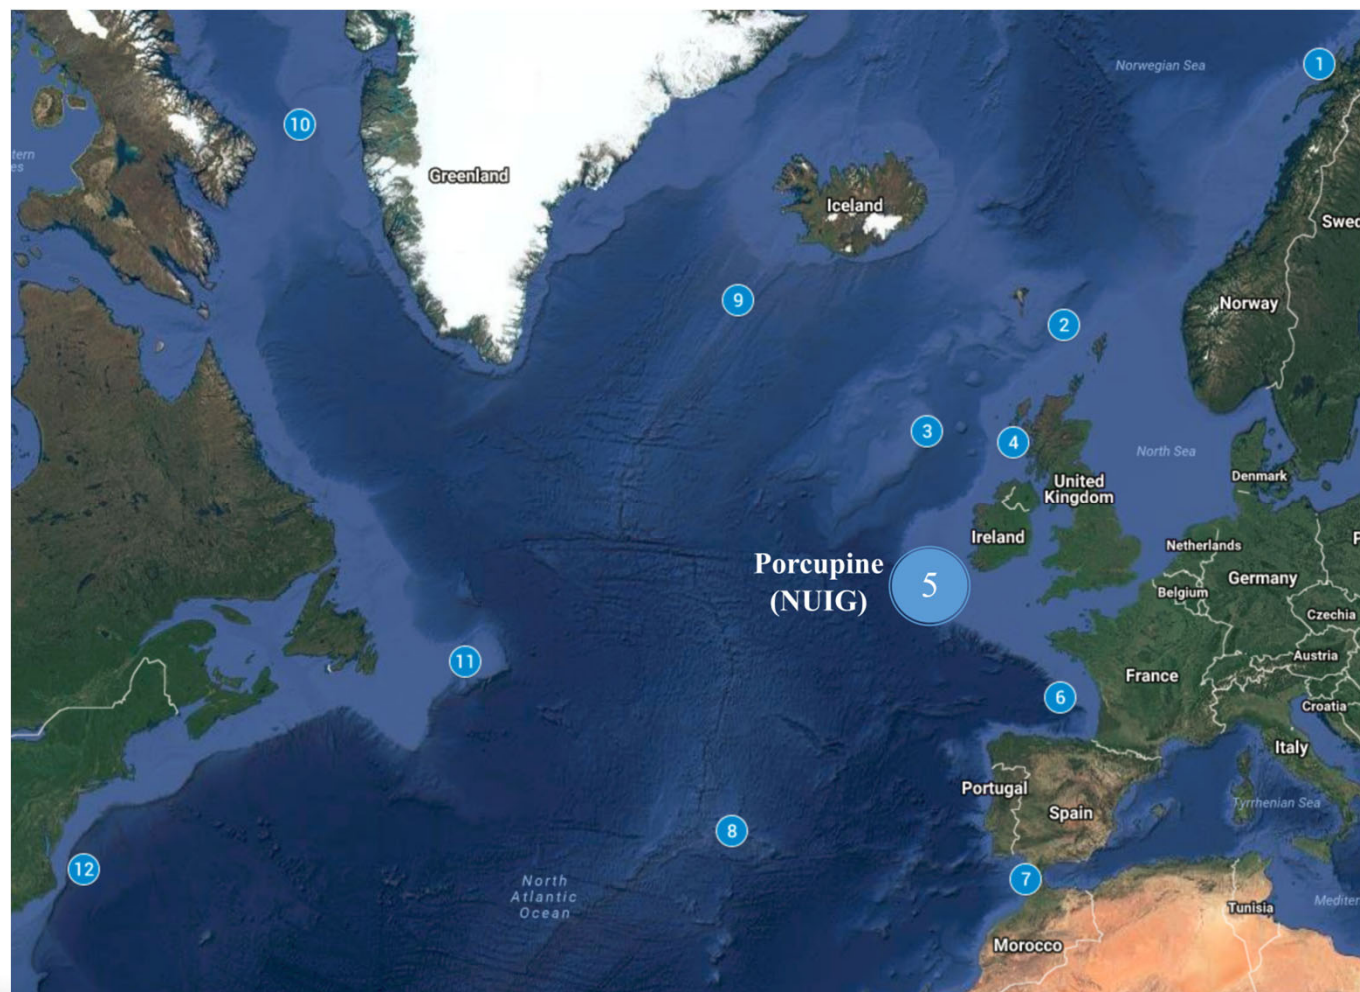 Norwegian Sea
1
10
tern
es
Greenland
Iceland
Swed
9
2
Norway
3
4
North Sea
Denmark
United
Kingdom
Ireland
Netherlands
P
Porcupine
(NUIG)
5
Germany
Belgium
Czechia
Austria
11
France
6
Croatia
Italy
Portugal
Spain
Tyrrhenian Sea
8
12
7
North
Atlantic
Ocean
Tunisia
Mediter
Morocco